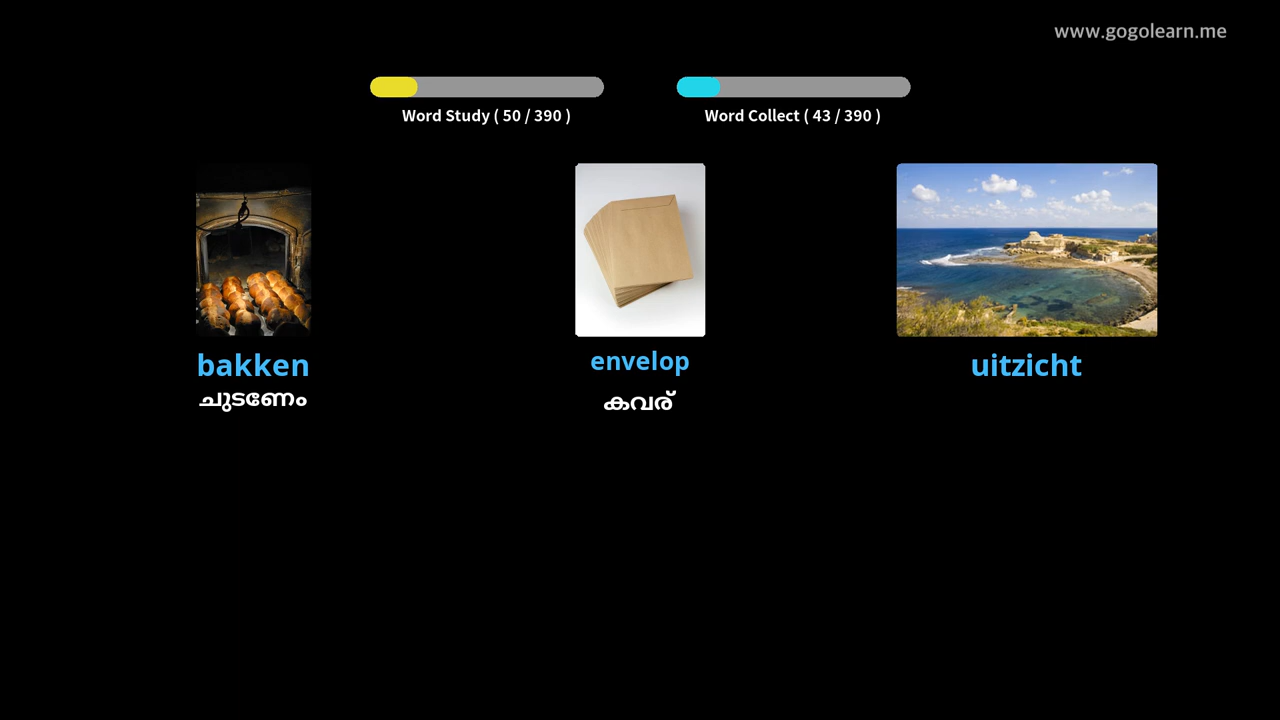 www.gogolearn.me
Word Study ( 50 / 390 )
Word Collect ( 43 / 390 )
bakken
ചുടണേം
envelop
കവര്
uitzicht